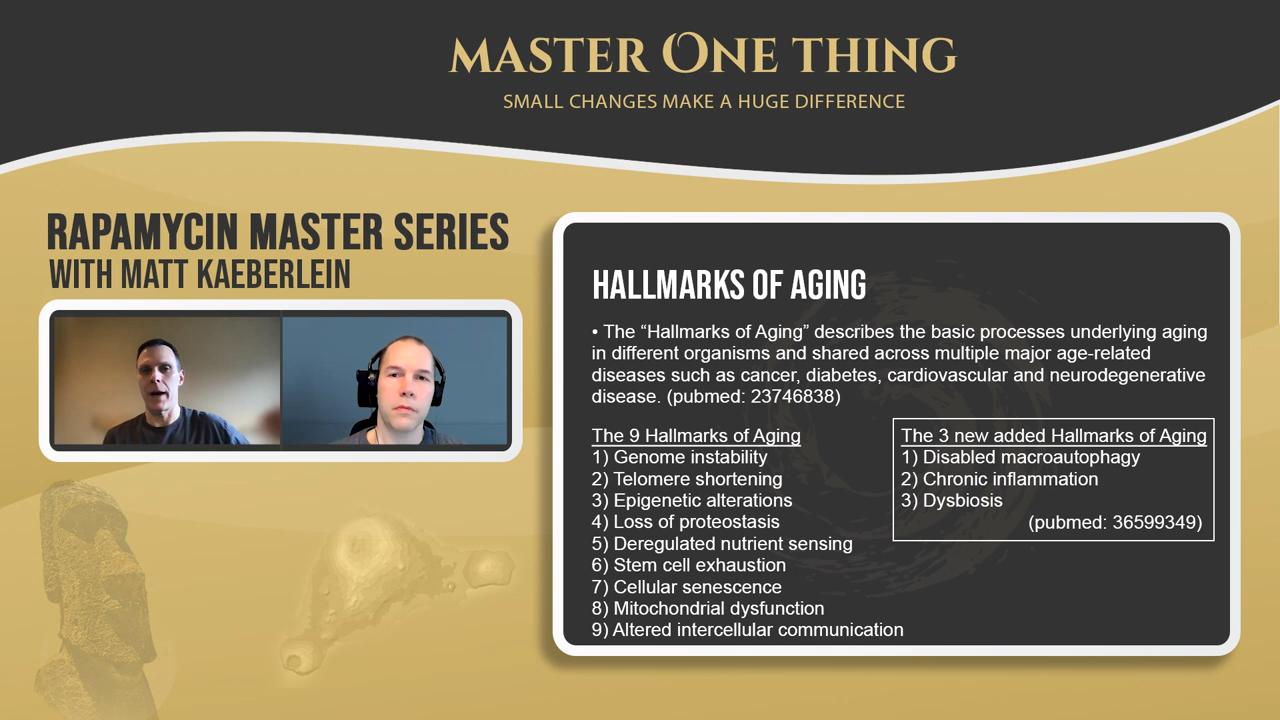 MASTER ONE THING
SMALL CHANGES MAKE A HUGE DIFFERENCE
RAPAMYCIN MASTER SERIES
WITH MATT KAEBERLEIN
HALLMARKS OF AGING
• The “Hallmarks of Aging” describes the basic processes underlying aging
in different organisms and shared across multiple major age-related
diseases such as cancer, diabetes, cardiovascular and neurodegenerative
disease. (pubmed: 23746838)
The 9 Hallmarks of Aging
1) Genome instability
2) Telomere shortening
3) Epigenetic alterations
4) Loss of proteostasis
5) Deregulated nutrient sensing
6) Stem cell exhaustion
7) Cellular senescence
8) Mitochondrial dysfunction
9) Altered intercellular communication
The 3 new added Hallmarks of Aging
1) Disabled macroautophagy
2) Chronic inflammation
3) Dysbiosis
(pubmed: 36599349)